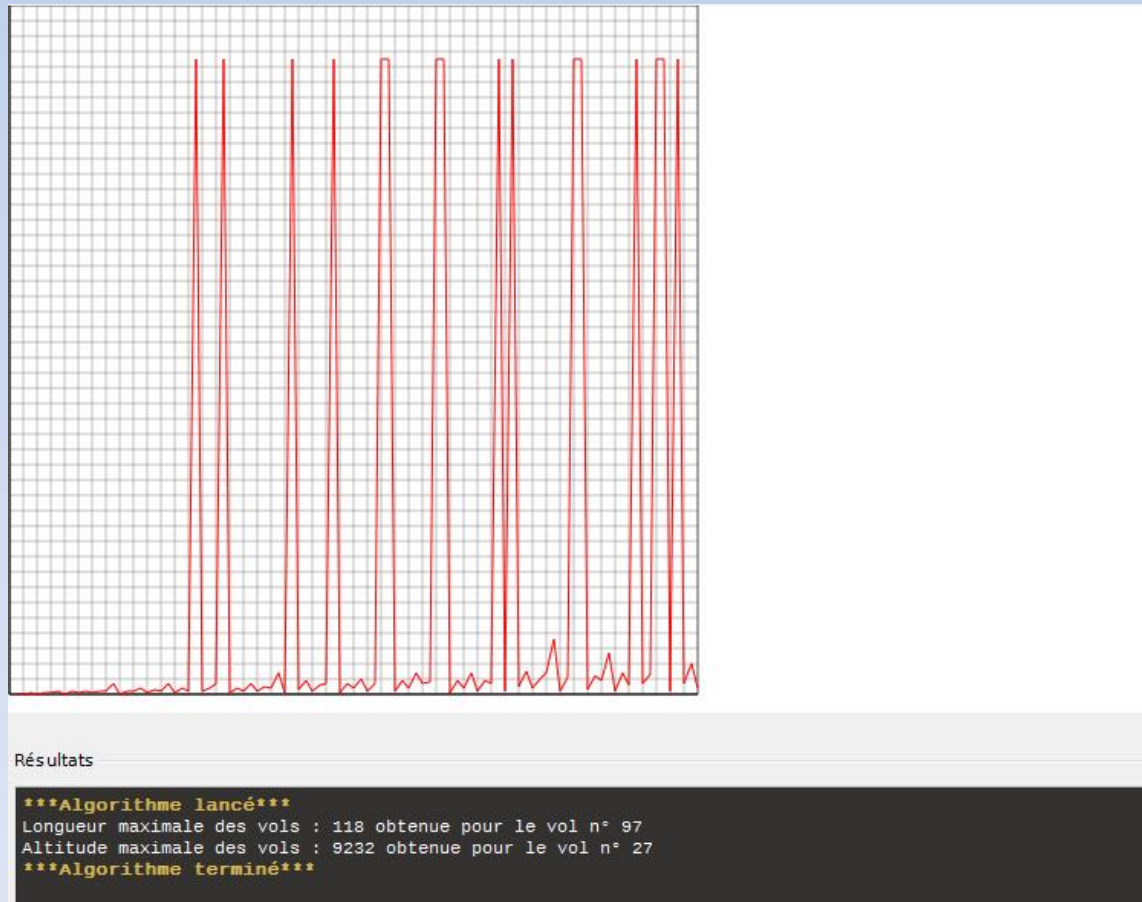 Résultats
***Algorithme lancé***
Longueur maximale des vols : 118 obtenue pour le vol n° 97
Altitude maximale des vols : 9232 obtenue pour le vol n° 27
***Algorithme terminé***